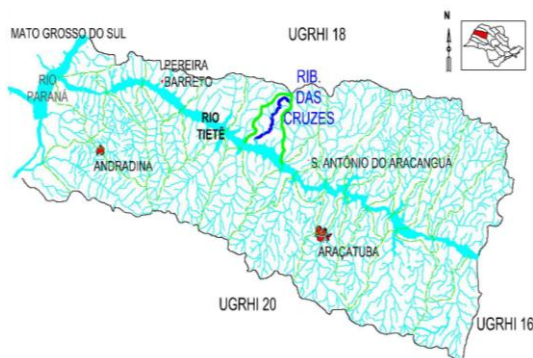 N
MATO GROSSO DO SUL
UGRHI 18
RIO
PARANÁ
PEREIRA
BARRETO
RIB.
DAS
CRUZES
RIO
TIETÊ
ANDRADINA
S. ANTÔNIO DO ARACANGUÁ
ARAÇATUBA
UGRHI 20
UGRHI 16